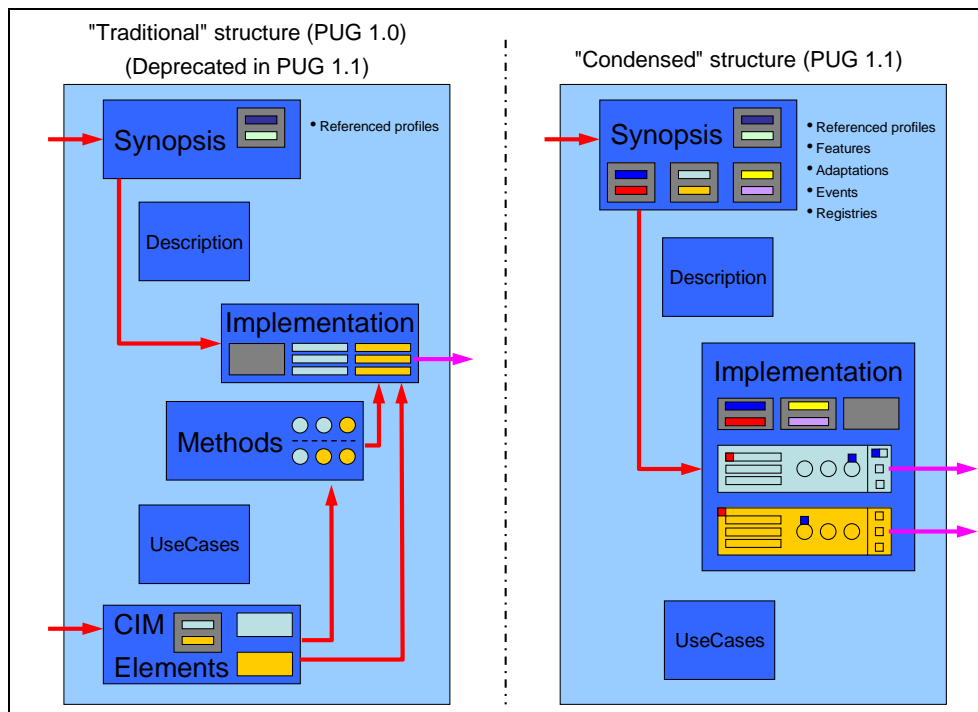 "Traditional" structure (PUG 1.0)
(Deprecated in PUG 1.1)
Synopsis
• Referenced profiles
Description
Implementation
Methods
UseCases
CIM
Elements
"Condensed" structure (PUG 1.1)
Synopsis
• Referenced profiles
• Features
• Adaptations
• Events
• Registries
Description
Implementation
UseCases